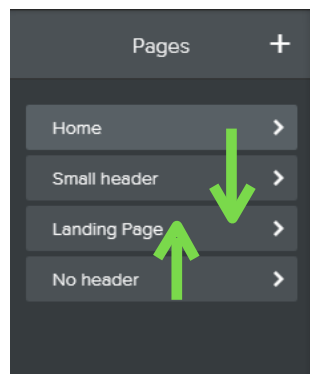 Pages +
Home
Small header
Landing Page
No header